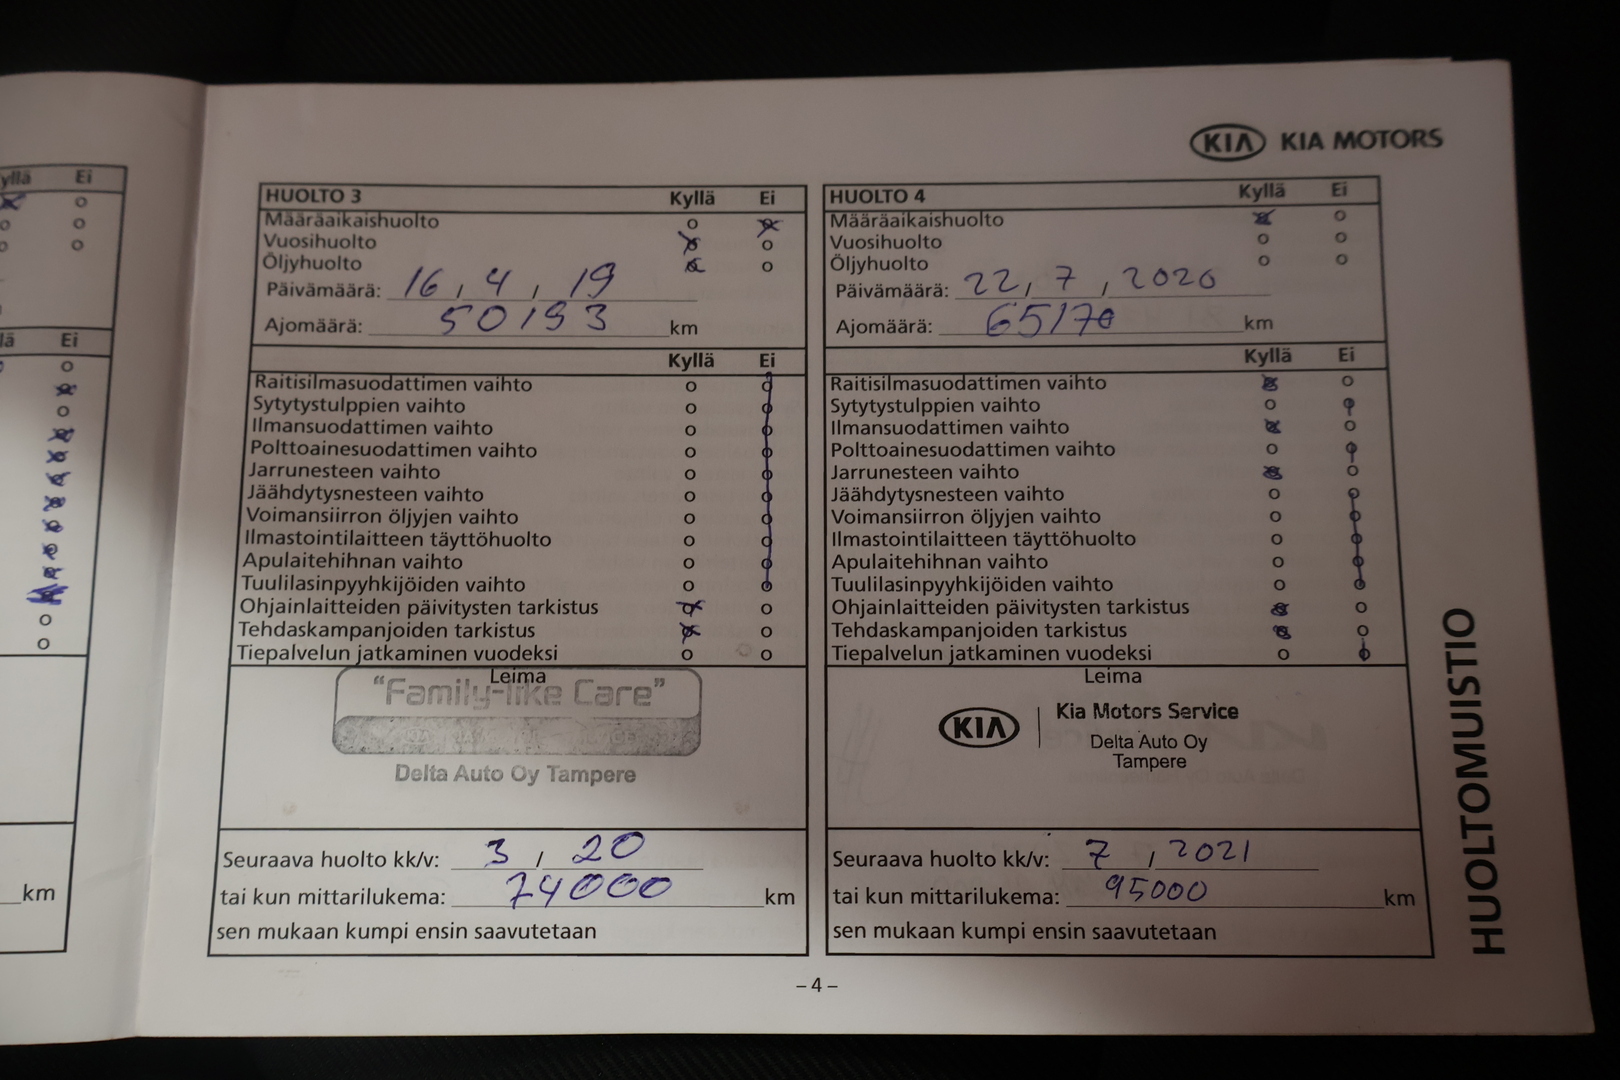 KIA KIA MOTORS
yllä Ei
lä Ei
km
HUOLTO 3 Kyllä Ei
Määräaikaishuolto
Vuosihuolto
Öljyhuolto
Päivämäärä: 16, 4, 19
Ajomäärä: 50193 km
Kyllä Ei
Raitisilmasuodattimen vaihto
Sytytystulppien vaihto
Ilmansuodattimen vaihto
Polttoainesuodattimen vaihto
Jarrunesteen vaihto
Jäähdytysnesteen vaihto
Voimansiirron öljyjen vaihto
Ilmastointilaitteen täyttöhuolto
Apulaitehihnan vaihto
Tuulilasinpyyhkijöiden vaihto
Ohjainlaitteiden päivitysten tarkistus
Tehdaskampanjoiden tarkistus
Tiepalvelun jatkaminen vuodeksi
Leima
"Family-like Care"
Delta Auto Oy Tampere
Seuraava huolto kk/v: 3 / 20
tai kun mittarilukema: 74000 km
sen mukaan kumpi ensin saavutetaan
HUOLTO 4 Kyllä Ei
Määräaikaishuolto
Vuosihuolto
Öljyhuolto
Päivämäärä: 22, 7, 2020
Ajomäärä: 65170 km
Kyllä Ei
Raitisilmasuodattimen vaihto
Sytytystulppien vaihto
Ilmansuodattimen vaihto
Polttoainesuodattimen vaihto
Jarrunesteen vaihto
Jäähdytysnesteen vaihto
Voimansiirron öljyjen vaihto
Ilmastointilaitteen täyttöhuolto
Apulaitehihnan vaihto
Tuulilasinpyyhkijöiden vaihto
Ohjainlaitteiden päivitysten tarkistus
Tehdaskampanjoiden tarkistus
Tiepalvelun jatkaminen vuodeksi
Leima
KIA Kia Motors Service
Delta Auto Oy
Tampere
Seuraava huolto kk/v: 7 , 2021
tai kun mittarilukema: 95000 km
sen mukaan kumpi ensin saavutetaan
HUOLTOMUISTIO
– 4 –